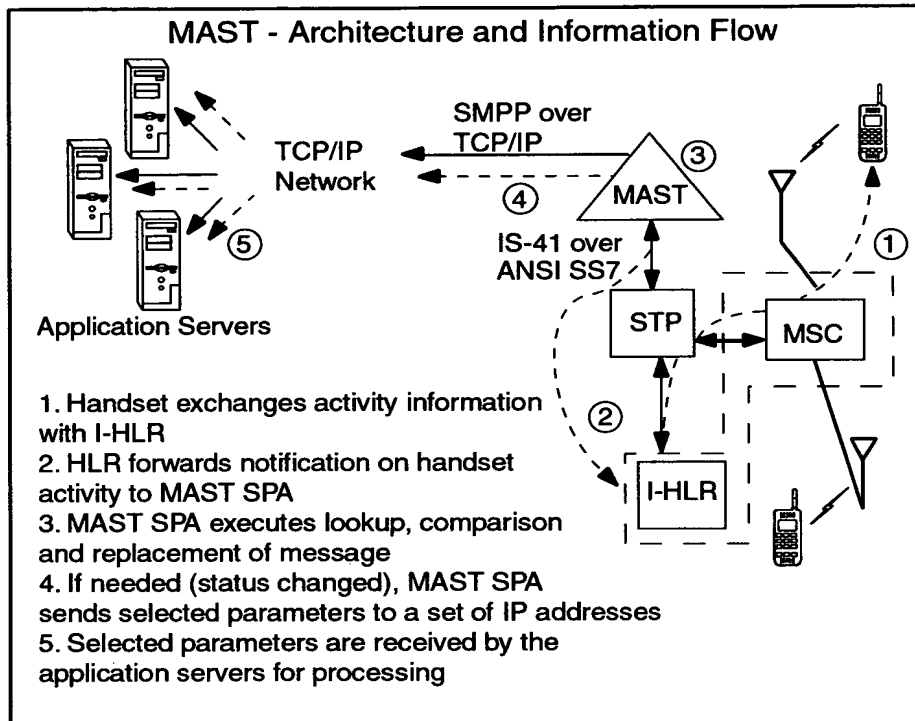 MAST - Architecture and Information Flow
SMPP over
TCP/IP
TCP/IP
Network
3
MAST
4
1
5
IS-41 over
ANSI SS7
Application Servers
STP
MSC
2
I-HLR
1. Handset exchanges activity information
with I-HLR
2. HLR forwards notification on handset
activity to MAST SPA
3. MAST SPA executes lookup, comparison
and replacement of message
4. If needed (status changed), MAST SPA
sends selected parameters to a set of IP addresses
5. Selected parameters are received by the
application servers for processing